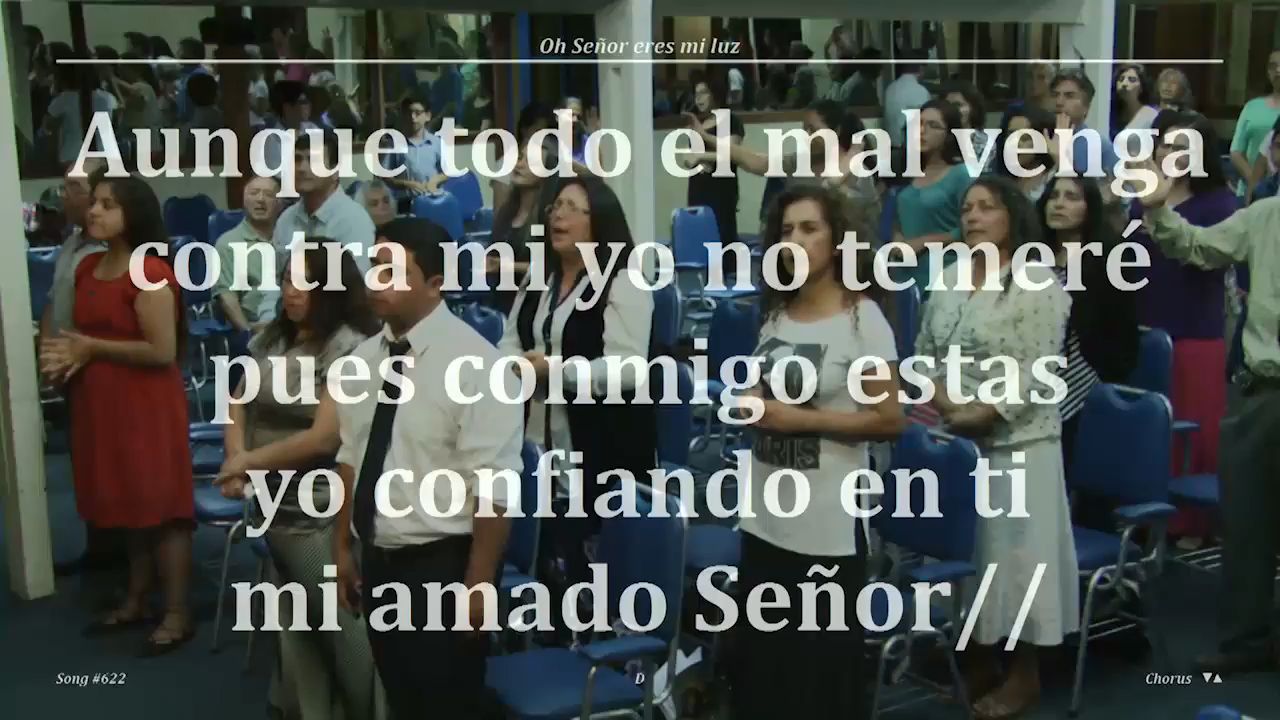 Oh Señor eres mi luz
Aunque todo el mal venga
contra mi yo no temeré
pues conmigo estas
yo confiando en ti
mi amado Señor//
Song #622
D
Chorus ▼▲